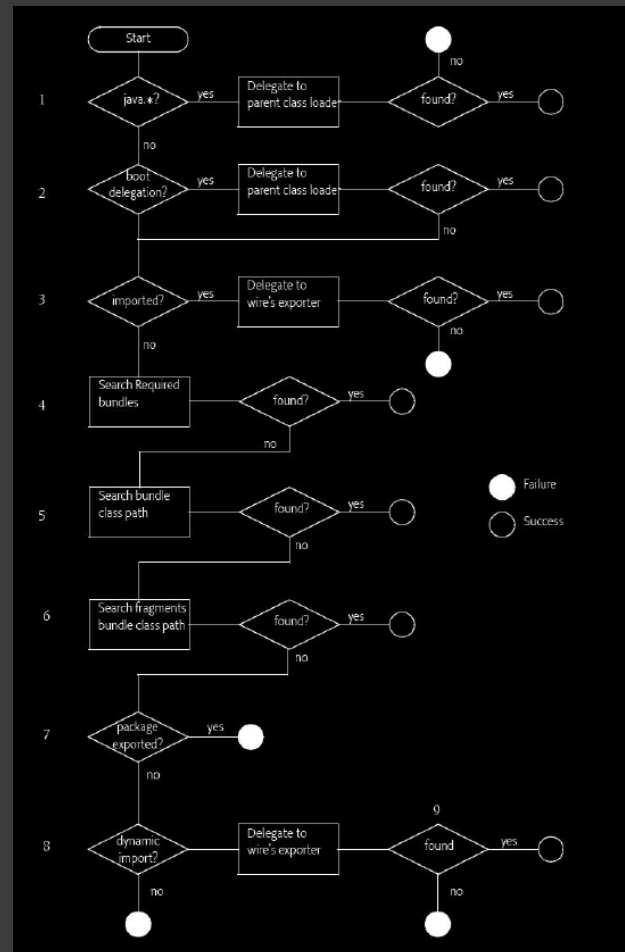 Start
no
1
java.*?
yes
Delegate to
parent class loader
found?
yes
no
2
boot
delegation?
yes
Delegate to
parent class loader
found?
yes
no
3
imported?
yes
Delegate to
wire's exporter
found?
yes
no
no
4
Search Required
bundles
found?
yes
no
5
Search bundle
class path
found?
yes
no
Failure
Success
6
Search fragments
bundle class path
found?
yes
no
7
package
exported?
yes
no
8
dynamic
import?
Delegate to
wire's exporter
9
found
yes
no
no